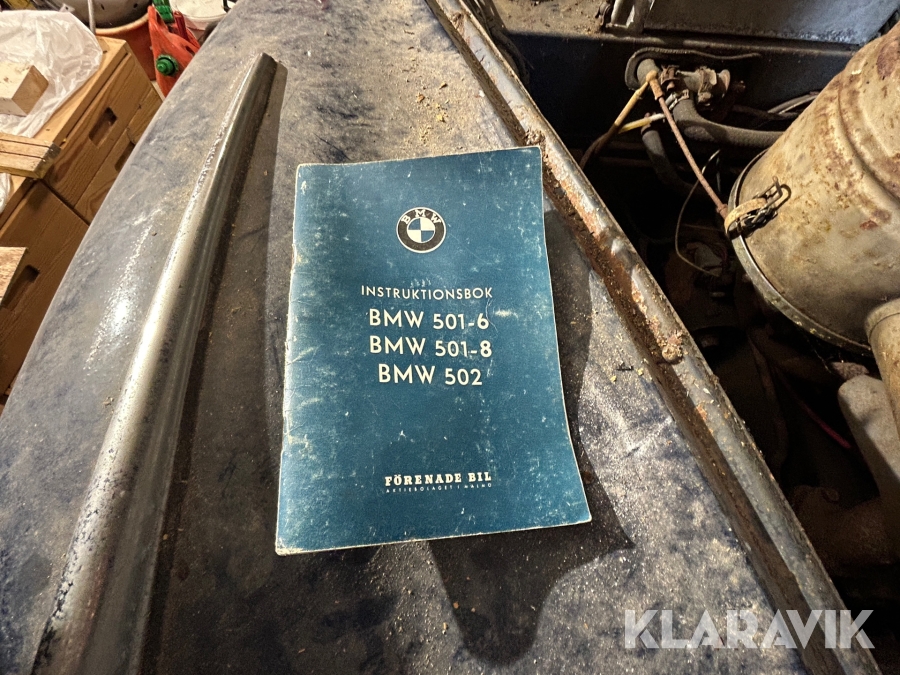 BMW
INSTRUKTIONSBOK
BMW 501-6
BMW 501-8
BMW 502
FÖRENADE BIL
AKTIEBOLAGET I MALMÖ
KLARAVIK